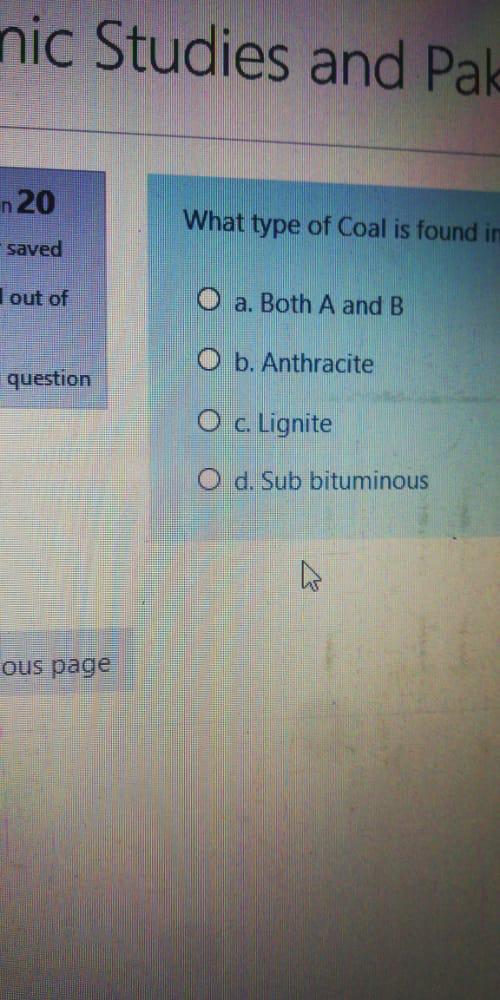 nic Studies and Pak
n 20
saved
out of
question
What type of Coal is found in
a. Both A and B
b. Anthracite
c. Lignite
d. Sub bituminous
ous page